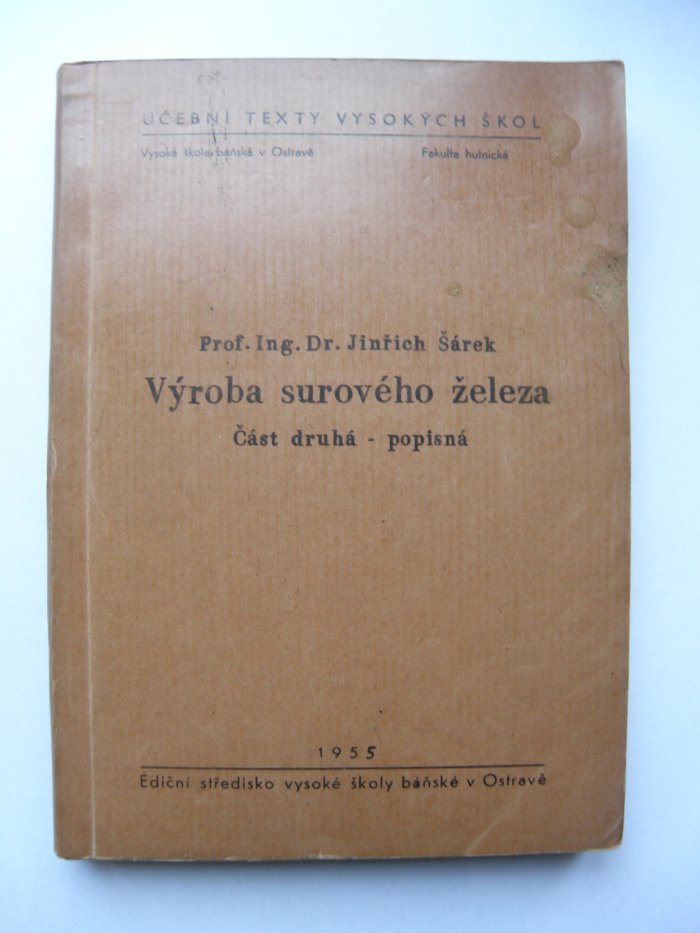 UČEBNÍ TEXTY VYSOKÝCH ŠKOL
Vysoká škola báňská v Ostravě Fakulta hutnická
Prof. Ing. Dr. Jinřich Šárek
Výroba surového železa
Část druhá - popisná
1955
Ediční středisko vysoké školy báňské v Ostravě